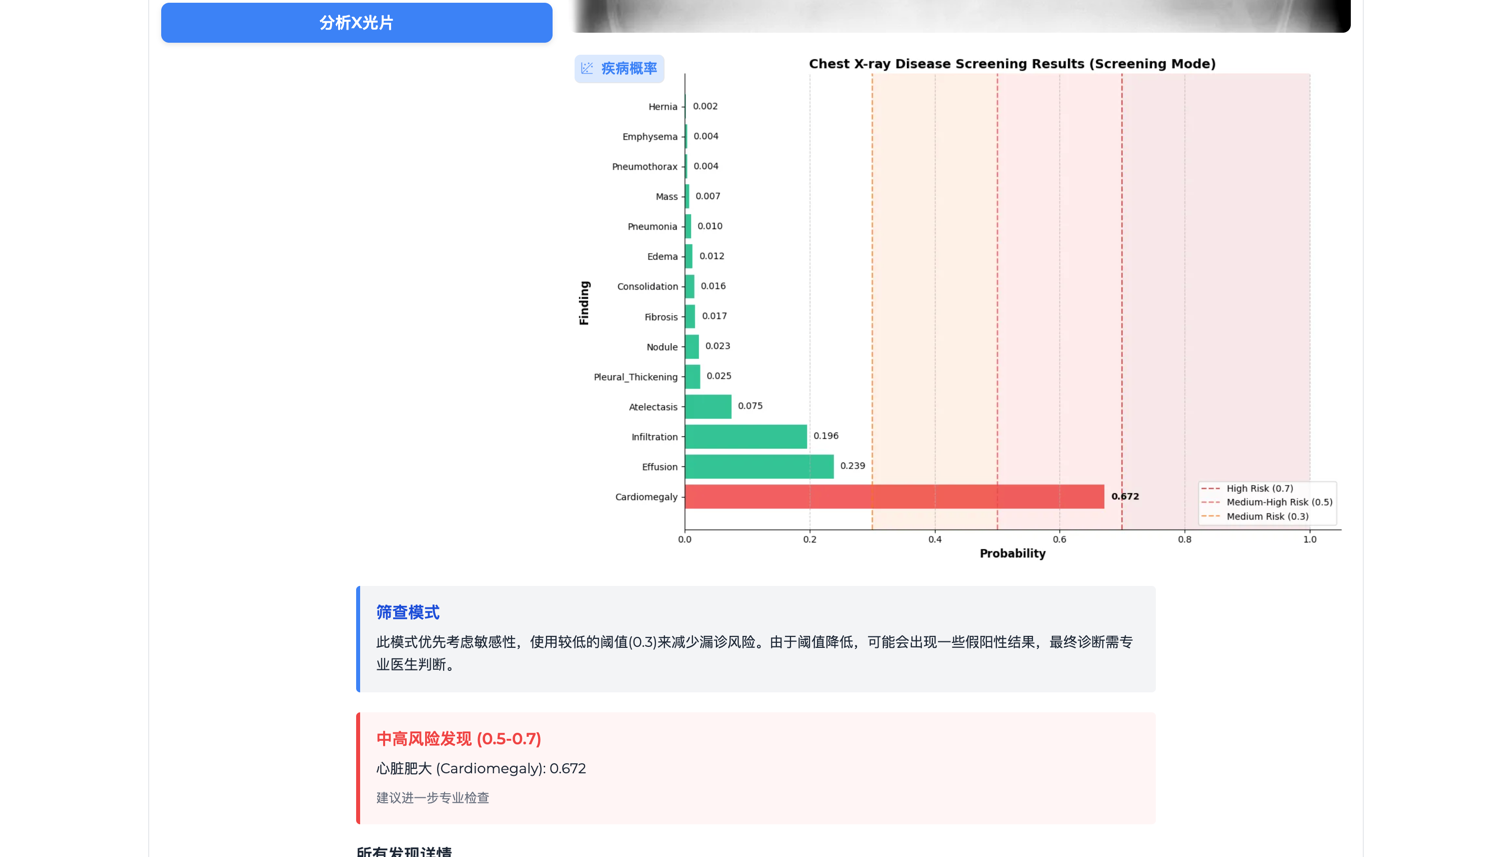 分析X光片
疾病概率
Chest X-ray Disease Screening Results (Screening Mode)
Finding
Hernia 0.002
Emphysema 0.004
Pneumothorax 0.004
Mass 0.007
Pneumonia 0.010
Edema 0.012
Consolidation 0.016
Fibrosis 0.017
Nodule 0.023
Pleural_Thickening 0.025
Atelectasis 0.075
Infiltration 0.196
Effusion 0.239
Cardiomegaly 0.672
High Risk (0.7)
Medium-High Risk (0.5)
Medium Risk (0.3)
0.0 0.2 0.4 0.6 0.8 1.0
Probability
筛查模式
此模式优先考虑敏感性，使用较低的阈值(0.3)来减少漏诊风险。由于阈值降低，可能会出现一些假阳性结果，最终诊断需专
业医生判断。
中高风险发现 (0.5-0.7)
心脏肥大 (Cardiomegaly): 0.672
建议进一步专业检查
所有发现详情